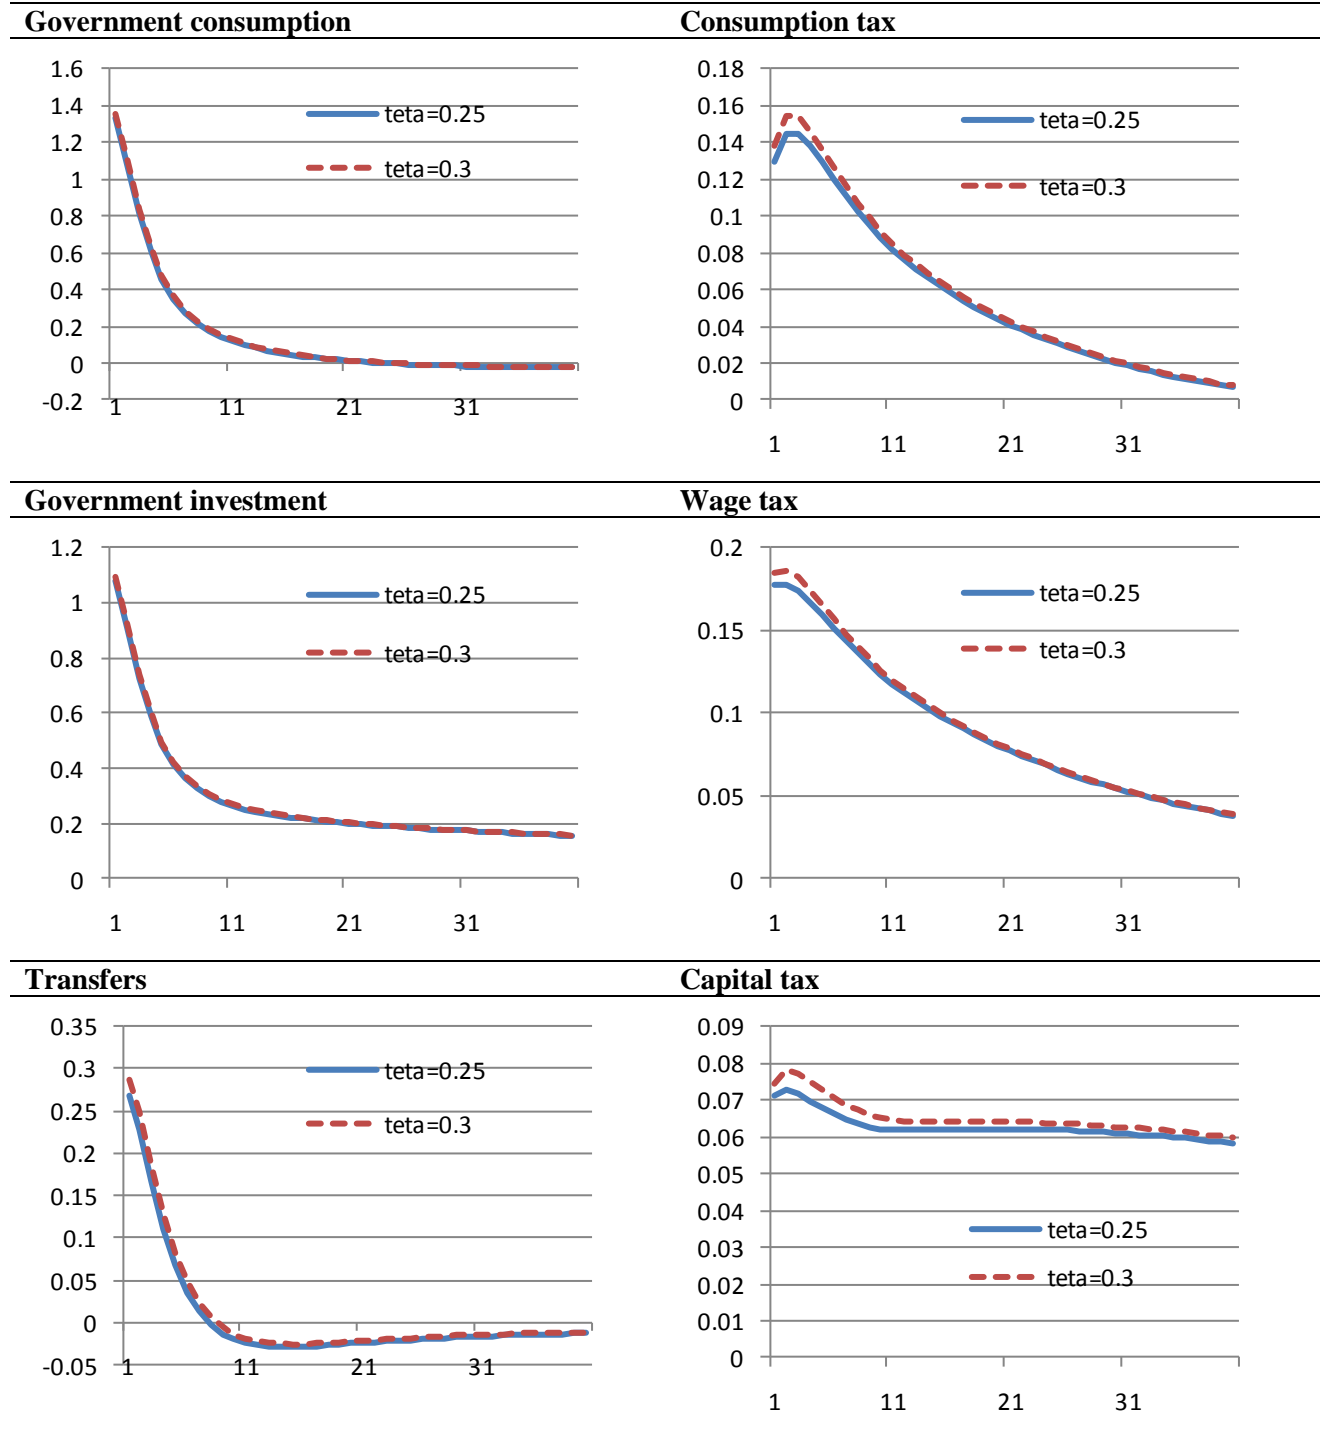 Government consumption
Consumption tax
1.6
1.4
1.2
1
0.8
0.6
0.4
0.2
0
-0.2
1 11 21 31
teta=0.25
teta=0.3
0.18
0.16
0.14
0.12
0.1
0.08
0.06
0.04
0.02
0
1 11 21 31
teta=0.25
teta=0.3
Government investment
Wage tax
1.2
1
0.8
0.6
0.4
0.2
0
1 11 21 31
teta=0.25
teta=0.3
0.2
0.15
0.1
0.05
0
1 11 21 31
teta=0.25
teta=0.3
Transfers
Capital tax
0.35
0.3
0.25
0.2
0.15
0.1
0.05
0
-0.05
1 11 21 31
teta=0.25
teta=0.3
0.09
0.08
0.07
0.06
0.05
0.04
0.03
0.02
0.01
0
1 11 21 31
teta=0.25
teta=0.3